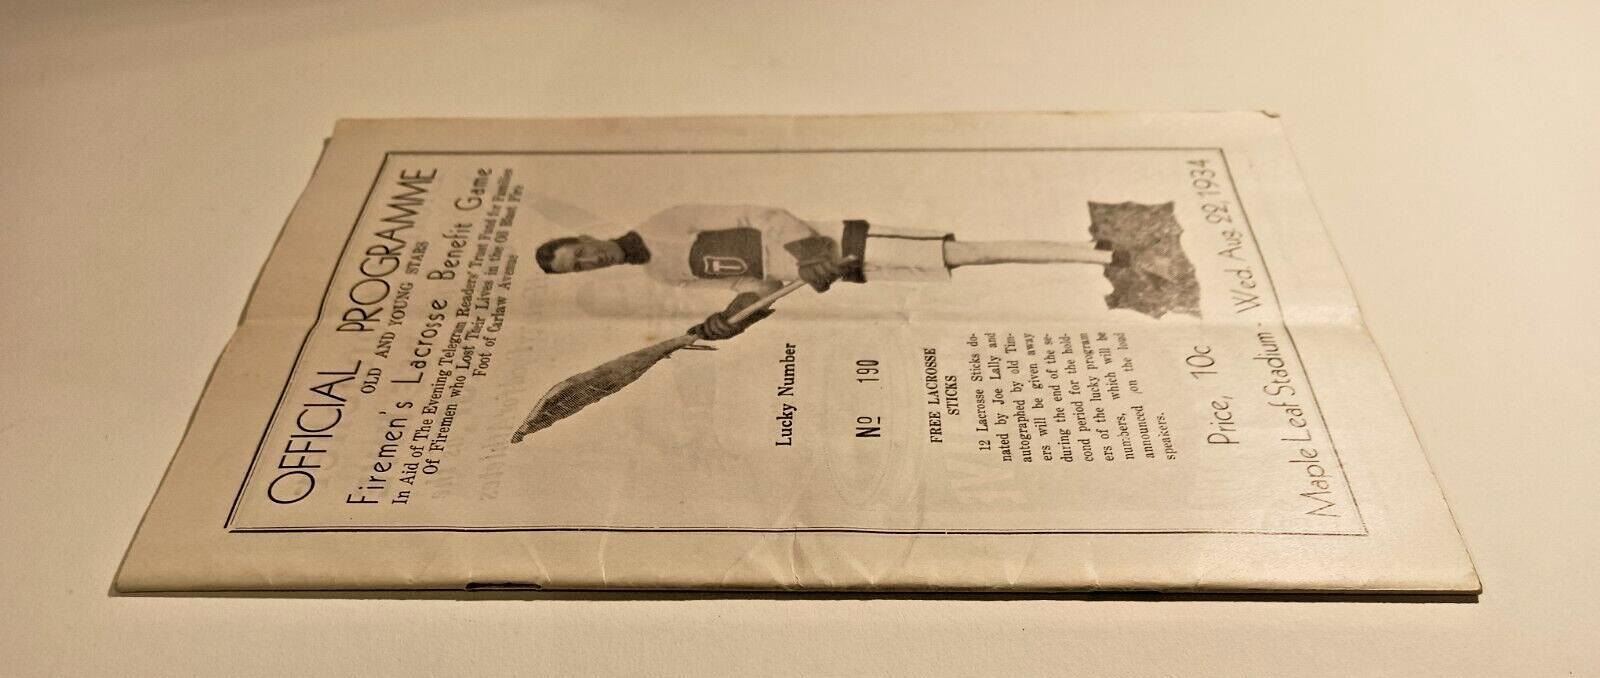 OFFICIAL PROGRAMME
OLD AND YOUNG STARS
Firemen's Lacrosse Benefit Game
In Aid of The Evening Telegram Readers' Trust Fund for Families
Of Firemen who Lost Their Lives in the Oil Blast Fire
Foot of Carlaw Avenue
T
Lucky Number
Nº 190
FREE LACROSSE
STICKS
12 Lacrosse Sticks do-
nated by Joe Lally and
autographed by old Tim-
ers will be given away
during the end of the se-
cond period for the hold-
ers of the lucky program
numbers, which will be
announced on the loud
speakers.
Price, 10c
Maple Leaf Stadium - Wed. Aug. 22, 1934